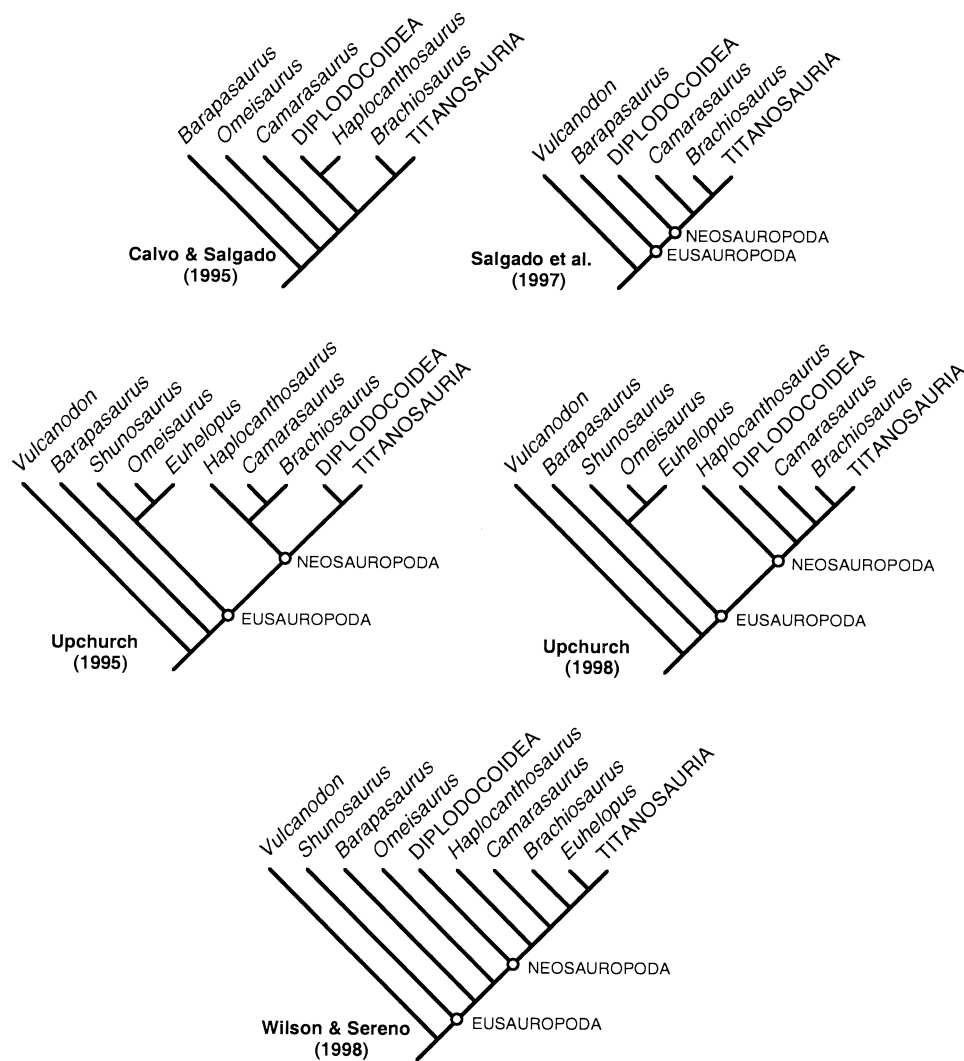 Barapasaurus
Omeisaurus
Camarasaurus
DIPLODOCOIDEA
Haplocanthosaurus
Brachiosaurus
TITANOSAURIA
Calvo & Salgado
(1995)
Vulcanodon
Barapasaurus
DIPLODOCOIDEA
Camarasaurus
Brachiosaurus
TITANOSAURIA
NEOSAUROPODA
EUSAUROPODA
Salgado et al.
(1997)
Vulcanodon
Barapasaurus
Shunosaurus
Omeisaurus
Euhelopus
Haplocanthosaurus
Camarasaurus
Brachiosaurus
DIPLODOCOIDEA
TITANOSAURIA
NEOSAUROPODA
EUSAUROPODA
Upchurch
(1995)
Vulcanodon
Barapasaurus
Shunosaurus
Omeisaurus
Euhelopus
Haplocanthosaurus
DIPLODOCOIDEA
Camarasaurus
Brachiosaurus
TITANOSAURIA
NEOSAUROPODA
EUSAUROPODA
Upchurch
(1998)
Vulcanodon
Shunosaurus
Barapasaurus
Omeisaurus
DIPLODOCOIDEA
Haplocanthosaurus
Camarasaurus
Brachiosaurus
Euhelopus
TITANOSAURIA
NEOSAUROPODA
EUSAUROPODA
Wilson & Sereno
(1998)